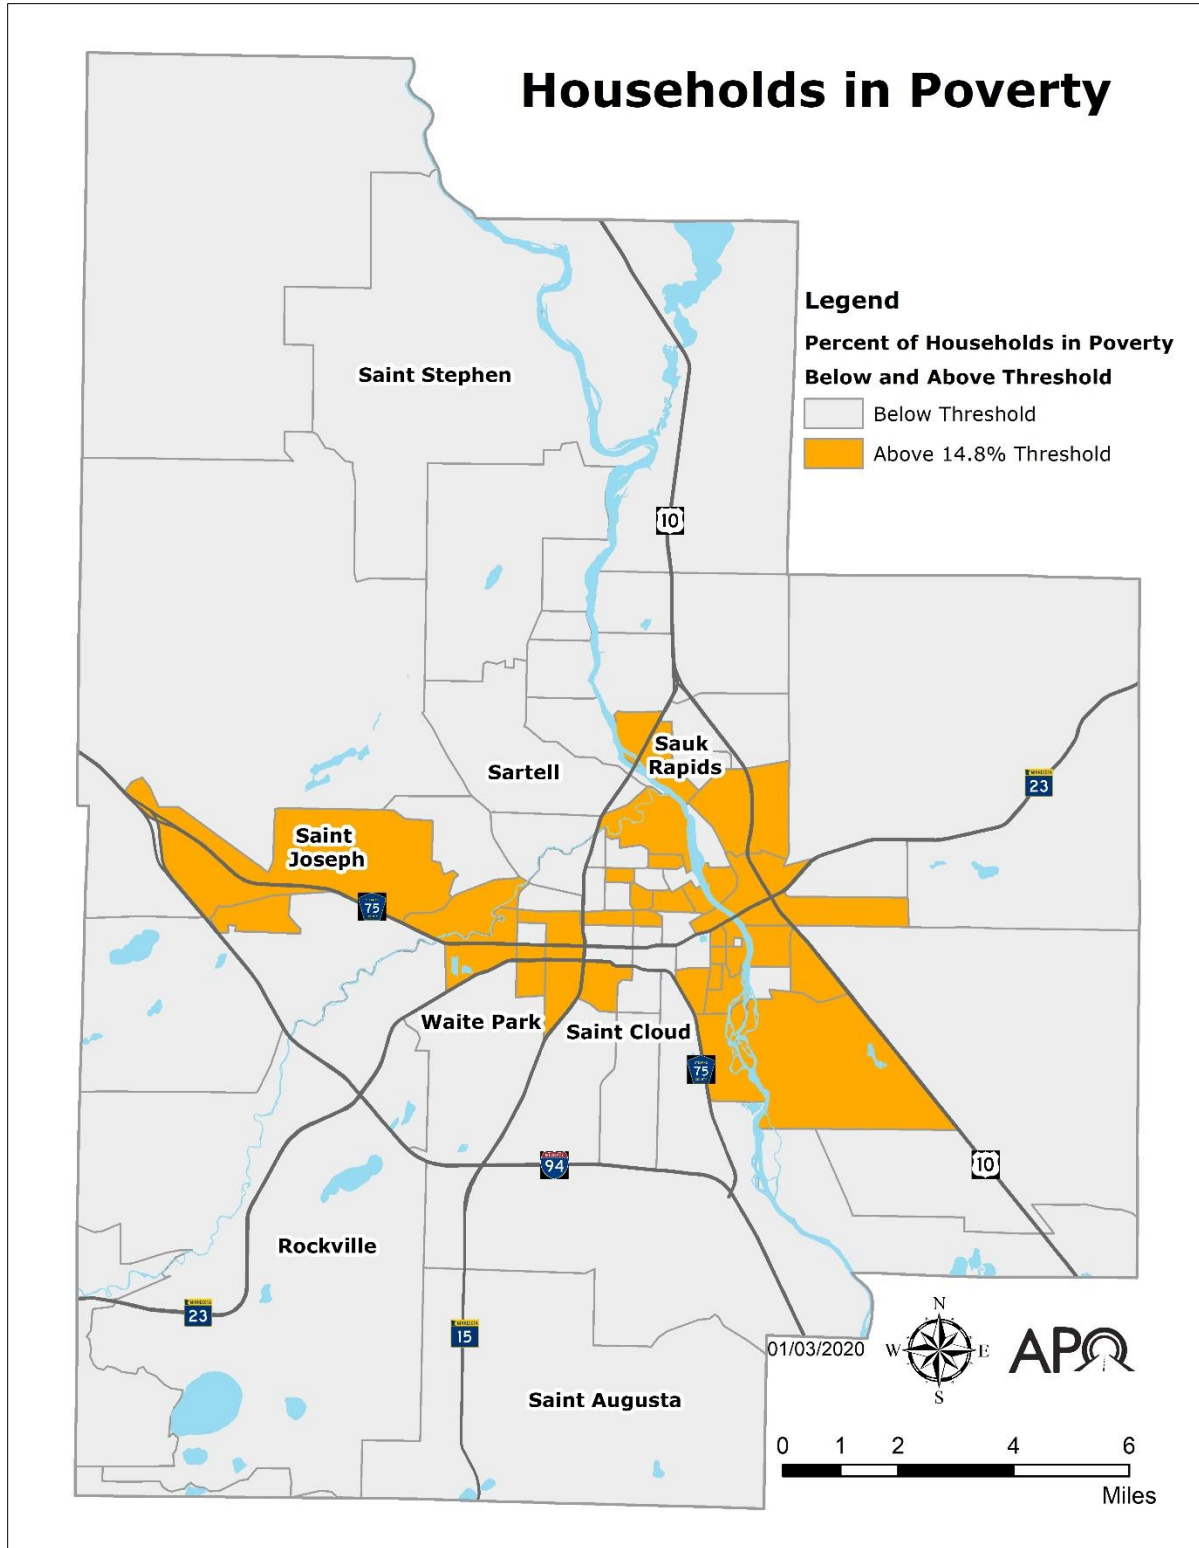 Households in Poverty
Legend
Percent of Households in Poverty
Below and Above Threshold
Below Threshold
Above 14.8% Threshold
Saint Stephen
10
Sauk
Rapids
Sartell
23
Saint
Joseph
75
Waite Park
Saint Cloud
75
94
10
Rockville
23
15
Saint Augusta
01/03/2020
N
W
E
S
APO
0 1 2 4 6
Miles